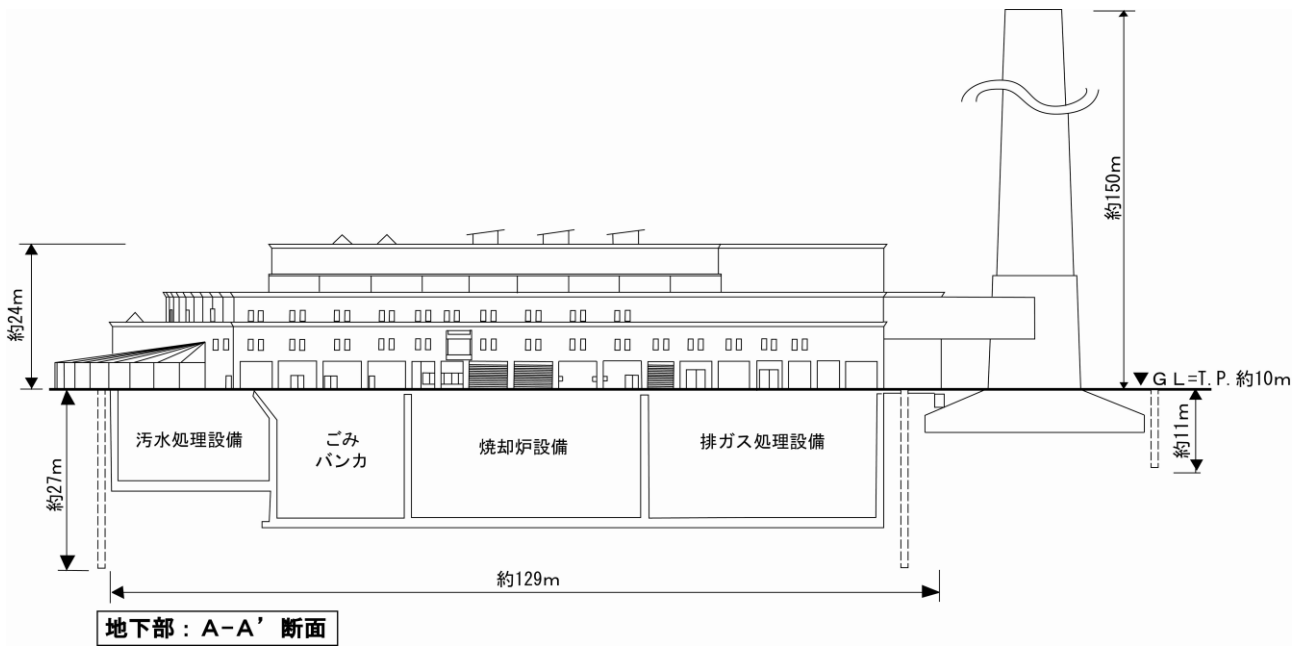 約150m
約24m
▼GL=T.P.約10m
汚水処理設備
ごみ
バンカ
焼却炉設備
排ガス処理設備
約11m
約27m
約129m
地下部:A-A’断面